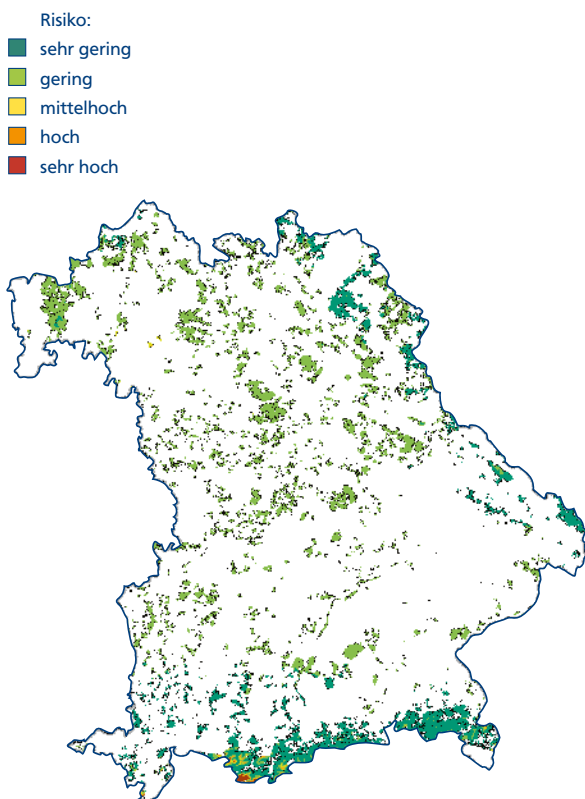 Risiko:
sehr gering
gering
mittelhoch
hoch
sehr hoch